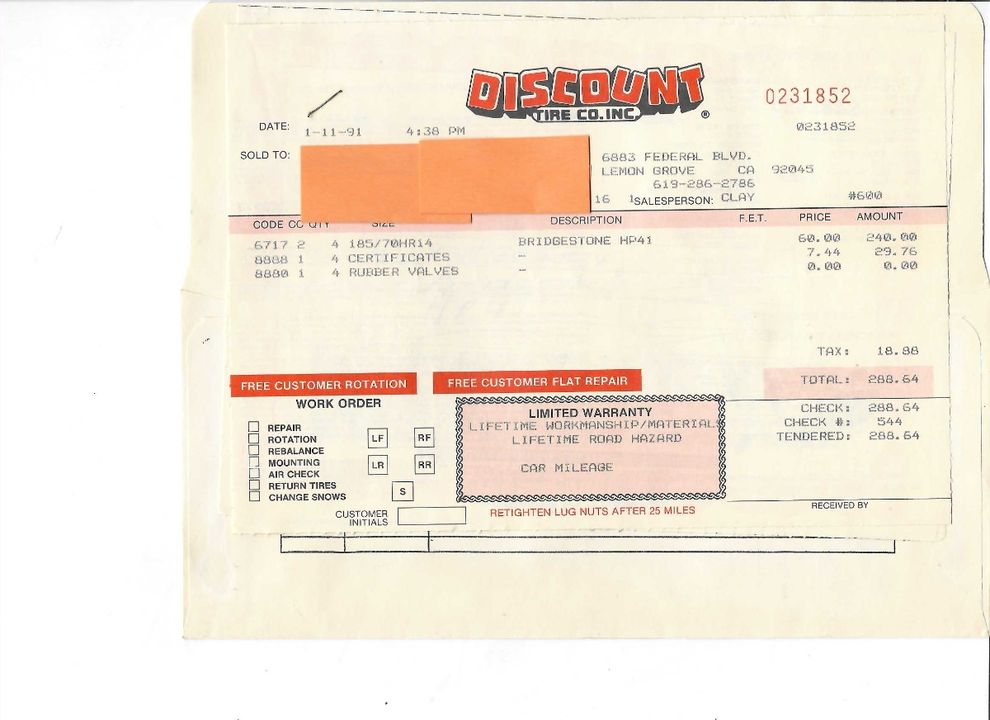 DISCOUNT
TIRE CO. INC. ®
0231852
0231852
DATE: 1-11-91 4:38 PM
SOLD TO:
6883 FEDERAL BLVD.
LEMON GROVE CA 92045
619-286-2786
16 SALESPERSON: CLAY #600
CODE CC QTY SIZE DESCRIPTION F.E.T. PRICE AMOUNT
6717 2 4 185/70HR14 BRIDGESTONE HP41 60.00 240.00
8888 1 4 CERTIFICATES – 7.44 29.76
8880 1 4 RUBBER VALVES – 0.00 0.00
TAX: 18.88
TOTAL: 288.64
CHECK: 288.64
CHECK #: 544
TENDERED: 288.64
FREE CUSTOMER ROTATION
FREE CUSTOMER FLAT REPAIR
WORK ORDER
REPAIR
ROTATION
REBALANCE
MOUNTING
AIR CHECK
RETURN TIRES
CHANGE SNOWS
LF RF
LR RR
S
LIMITED WARRANTY
LIFETIME WORKMANSHIP/MATERIALS
LIFETIME ROAD HAZARD
CAR MILEAGE
CUSTOMER
INITIALS
RETIGHTEN LUG NUTS AFTER 25 MILES
RECEIVED BY